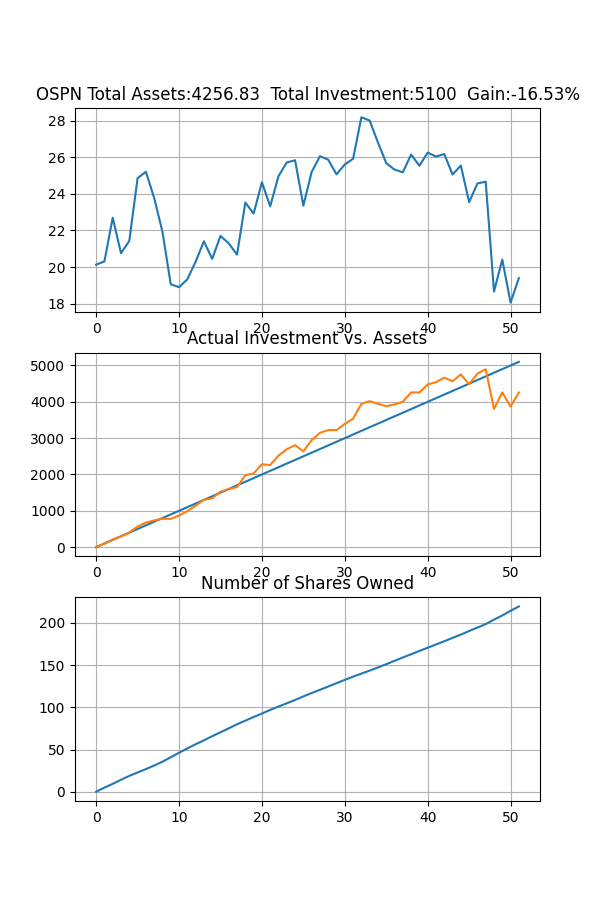 OSPN Total Assets:4256.83  Total Investment:5100  Gain:-16.53%
28
26
24
22
20
18
0 10 20 30 40 50
Actual Investment vs. Assets
5000
4000
3000
2000
1000
0
0 10 20 30 40 50
Number of Shares Owned
200
150
100
50
0
0 10 20 30 40 50